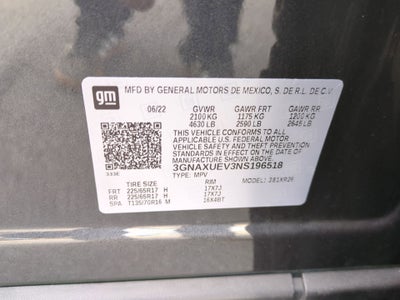 gm
MFD BY GENERAL MOTORS DE MEXICO, S. DE R.L. DE C.V.
06/22 GVWR GAWR FRT GAWR RR
2100 KG 1175 KG 1200 KG
4630 LB 2590 LB 2645 LB
THIS VEHICLE CONFORMS TO ALL APPLICABLE
U.S. FEDERAL MOTOR VEHICLE
SAFETY, BUMPER, AND THEFT PREVENTION
STANDARDS IN EFFECT ON THE DATE OF
MANUFACTURE SHOWN ABOVE.
3GNAXUEV3NS196518
TYPE: MPV MODEL: 1XR26
TIRE SIZE RIM
FRT 225/65R17 H 17X7J
RR 225/65R17 H 17X7J
SPA T135/70R16 M 16X4BT